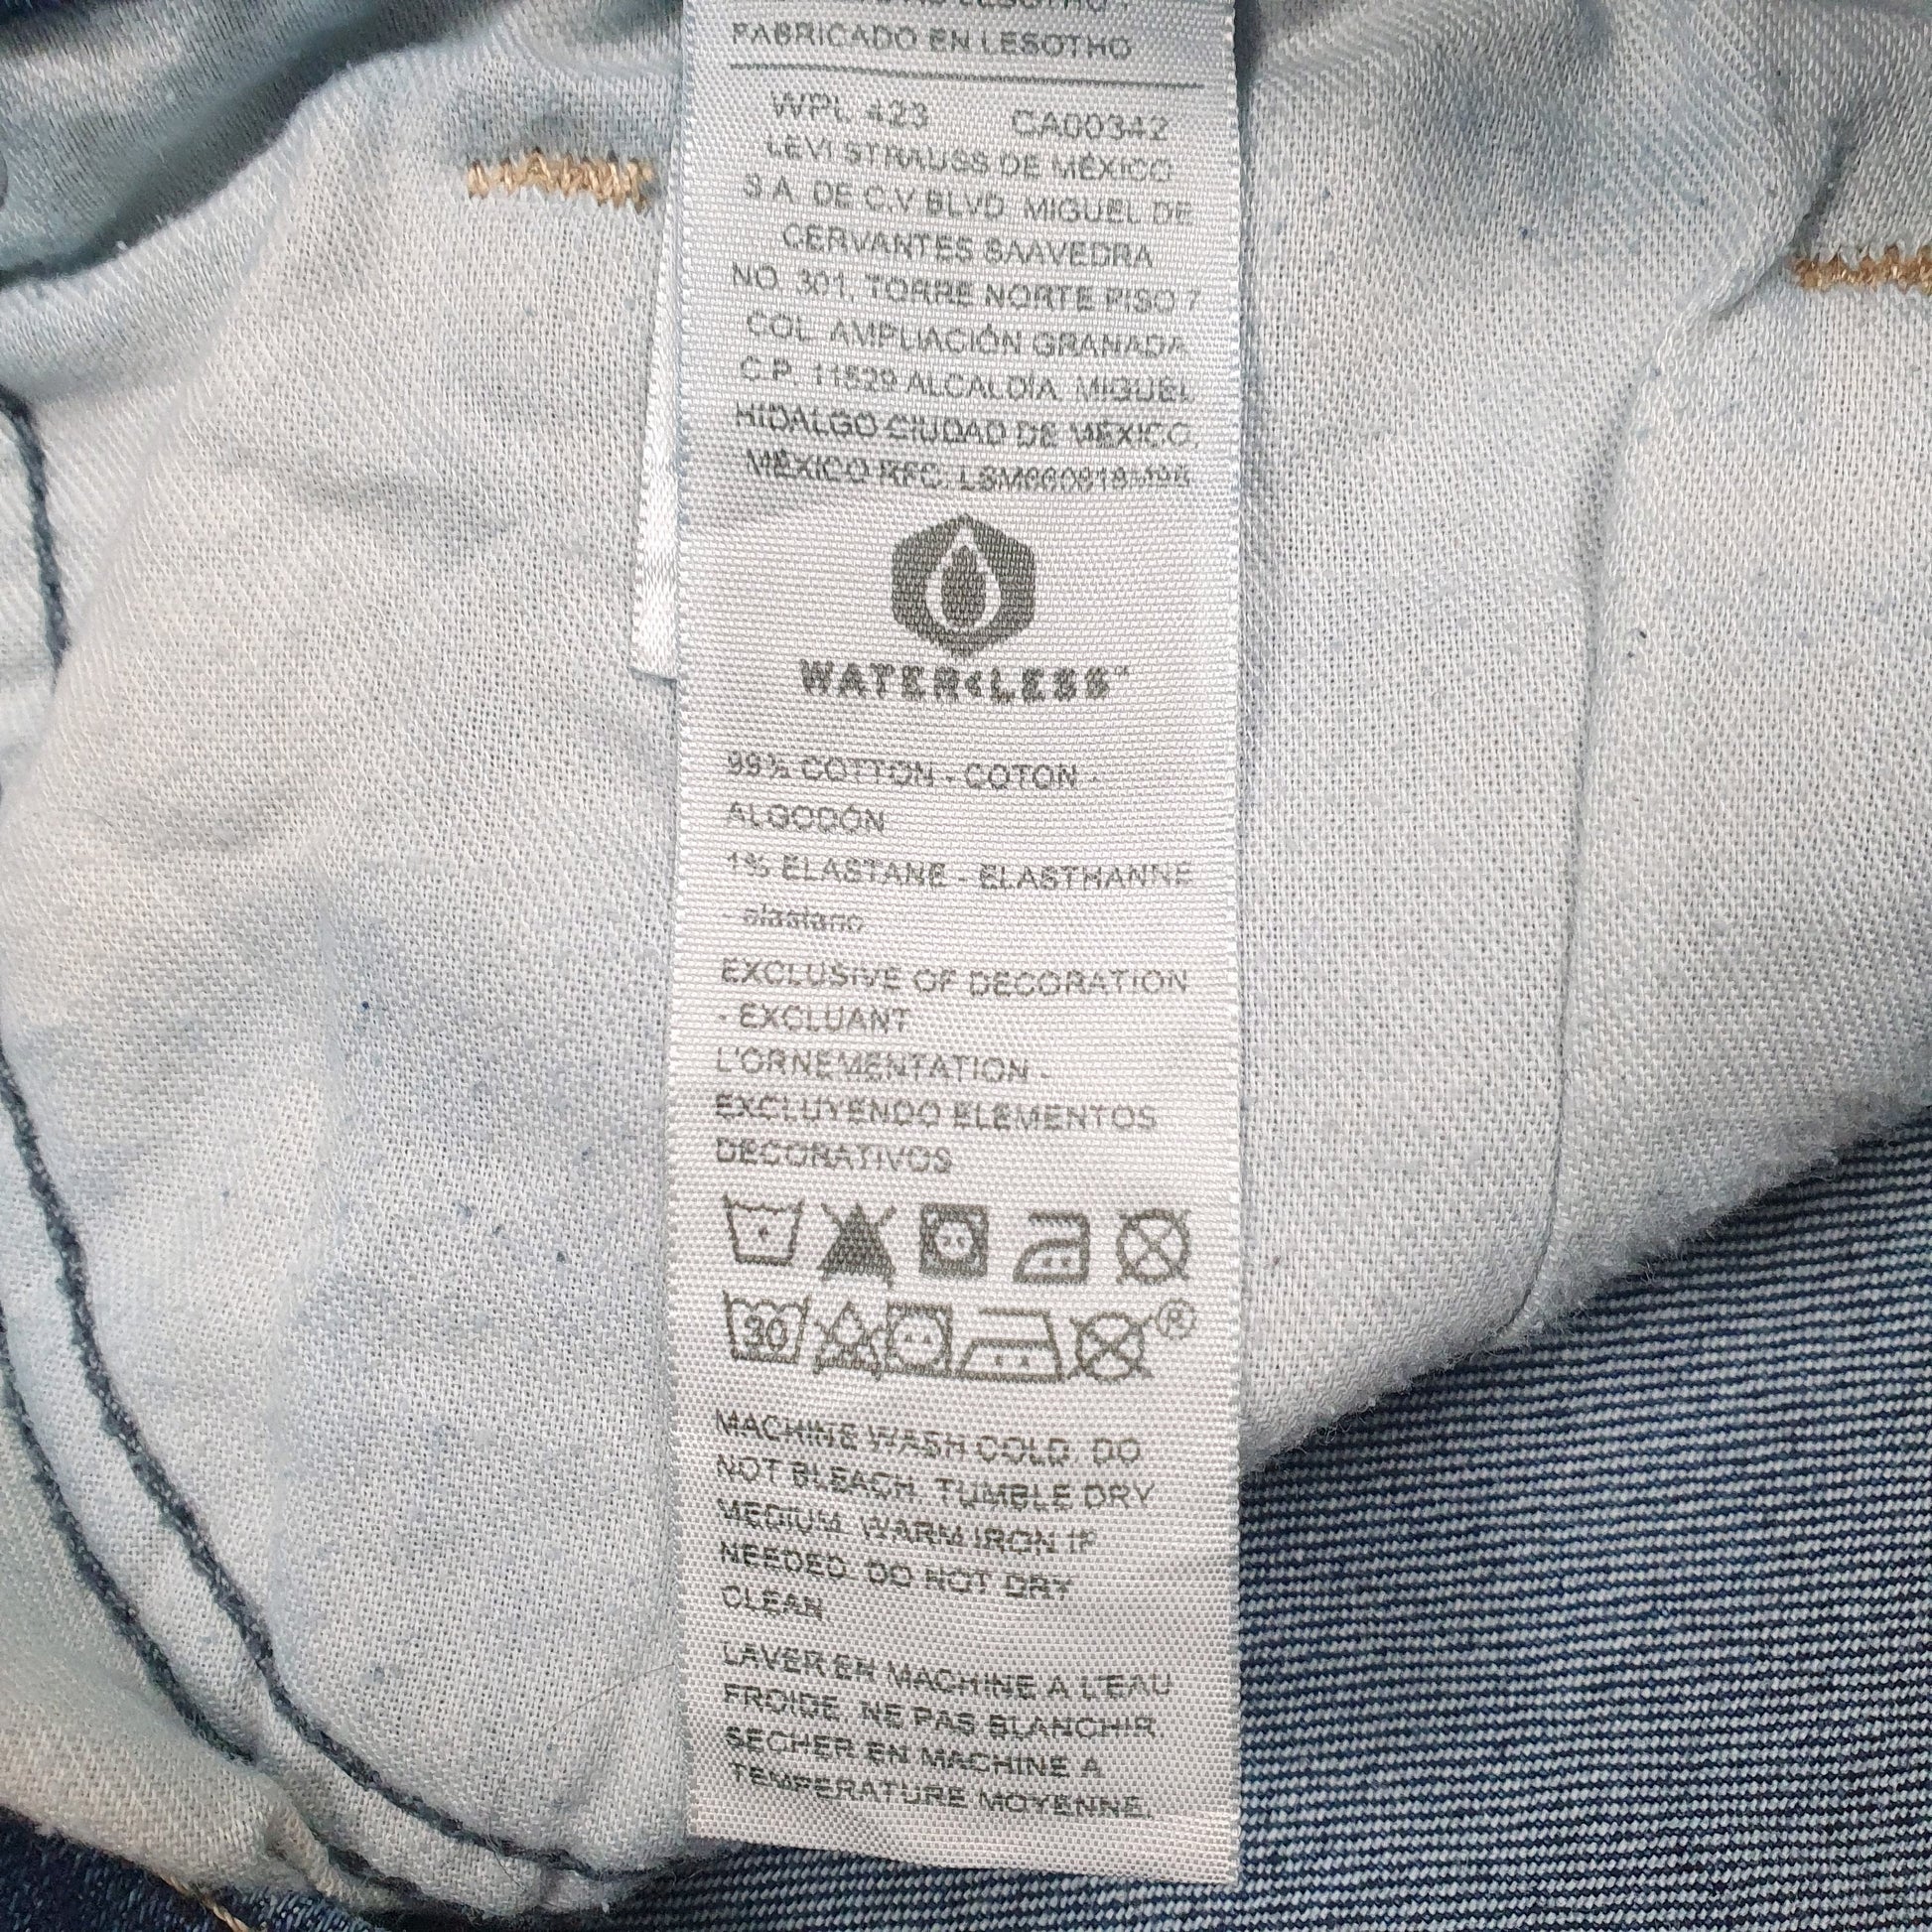 FABRICADO EN LESOTHO
WPL 423 CA00342
LEVI STRAUSS DE MÉXICO
S.A. DE C.V BLVD. MIGUEL DE
CERVANTES SAAVEDRA
NO. 301, TORRE NORTE PISO 7
COL. AMPLIACIÓN GRANADA
C.P. 11529 ALCALDÍA MIGUEL
HIDALGO CIUDAD DE MÉXICO,
MÉXICO RFC.
WATER<LESS™
99% COTTON - COTON -
ALGODÓN
1% ELASTANE - ELASTHANNE
- elastano
EXCLUSIVE OF DECORATION
- EXCLUANT
L'ORNEMENTATION -
EXCLUYENDO ELEMENTOS
DECORATIVOS
30 ®
MACHINE WASH COLD. DO
NOT BLEACH. TUMBLE DRY
MEDIUM. WARM IRON IF
NEEDED. DO NOT DRY
CLEAN.
LAVER EN MACHINE A L'EAU
FROIDE. NE PAS BLANCHIR
SECHER EN MACHINE A
TEMPERATURE MOYENNE.